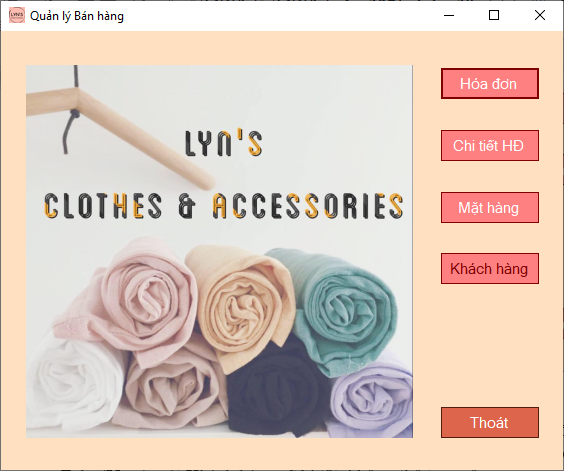 Quản lý Bán hàng
LYN'S
CLOTHES & ACCESSORIES
Hóa đơn
Chi tiết HĐ
Mặt hàng
Khách hàng
Thoát